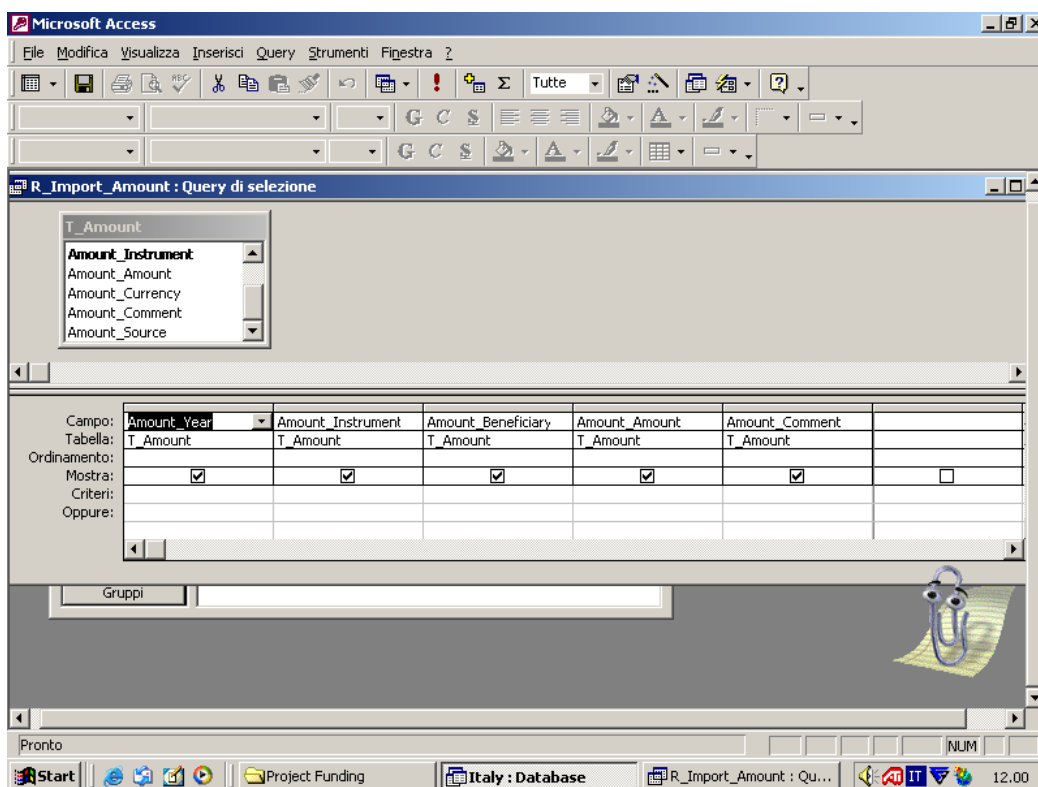 Microsoft Access
File Modifica Visualizza Inserisci Query Strumenti Finestra ?
ABC Σ Tutte
G C S A
G C S A
R_Import_Amount : Query di selezione
T_Amount
Amount_Instrument
Amount_Amount
Amount_Currency
Amount_Comment
Amount_Source
Campo: Amount_Year Amount_Instrument Amount_Beneficiary Amount_Amount Amount_Comment
Tabella: T_Amount T_Amount T_Amount T_Amount T_Amount
Ordinamento:
Mostra:
Criteri:
Oppure:
Gruppi
Pronto NUM
Start Project Funding Italy : Database R_Import_Amount : Qu... IT 12.00